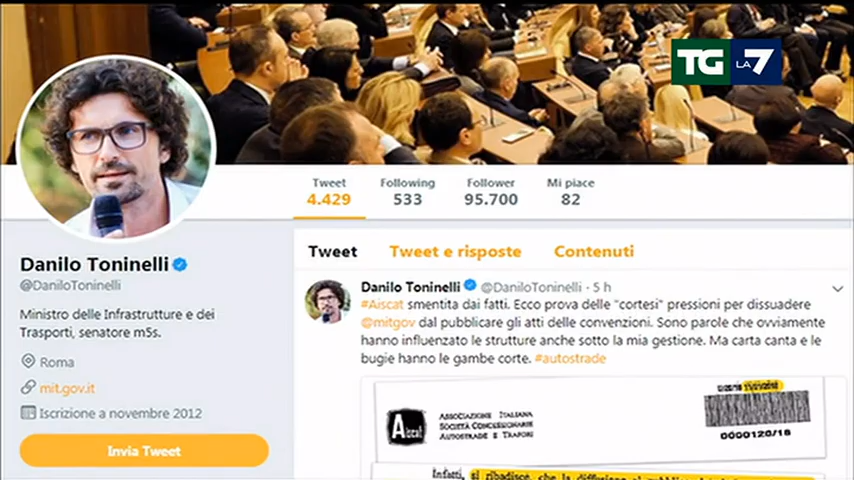 TG LA7
Tweet Following Follower Mi piace
4.429 533 95.700 82
Danilo Toninelli
@DaniloToninelli
Ministro delle Infrastrutture e dei
Trasporti, senatore m5s.
Roma
mit.gov.it
Iscrizione a novembre 2012
Invia Tweet
Tweet Tweet e risposte Contenuti
Danilo Toninelli @DaniloToninelli · 5 h
#Aiscat smentita dai fatti. Ecco prova delle "cortesi" pressioni per dissuadere
@mitgov dal pubblicare gli atti delle convenzioni. Sono parole che ovviamente
hanno influenzato le strutture anche sotto la mia gestione. Ma carta canta e le
bugie hanno le gambe corte. #autostrade
Aiscat
ASSOCIAZIONE ITALIANA
SOCIETÀ CONCESSIONARIE
AUTOSTRADE E TRAFORI
0000120/18
Infatti, si ribadisce, che la diffusione al pubblico